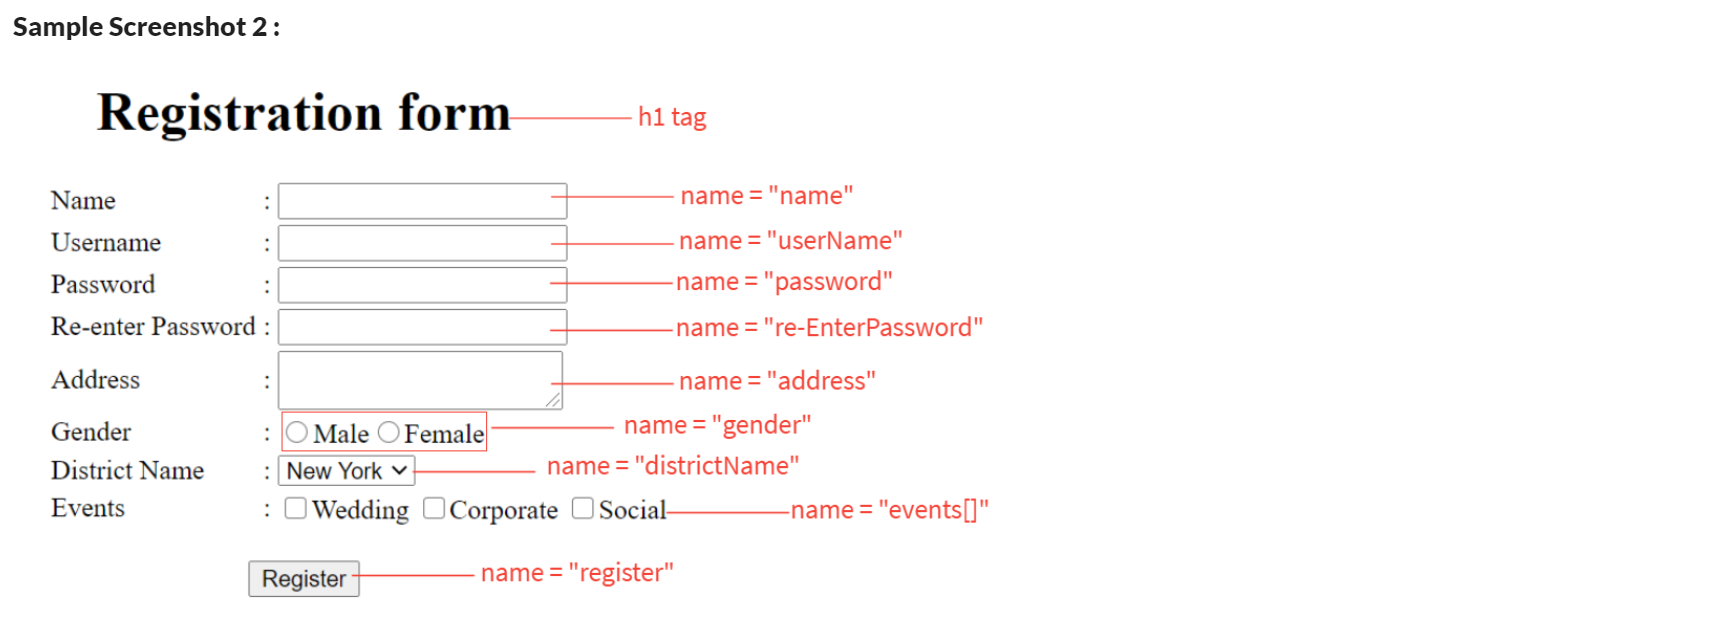 Sample Screenshot 2 :
Registration form h1 tag
Name : name = "name"
Username : name = "userName"
Password : name = "password"
Re-enter Password : name = "re-EnterPassword"
Address : name = "address"
Gender : Male Female name = "gender"
District Name : New York name = "districtName"
Events : Wedding Corporate Social name = "events[]"
Register name = "register"